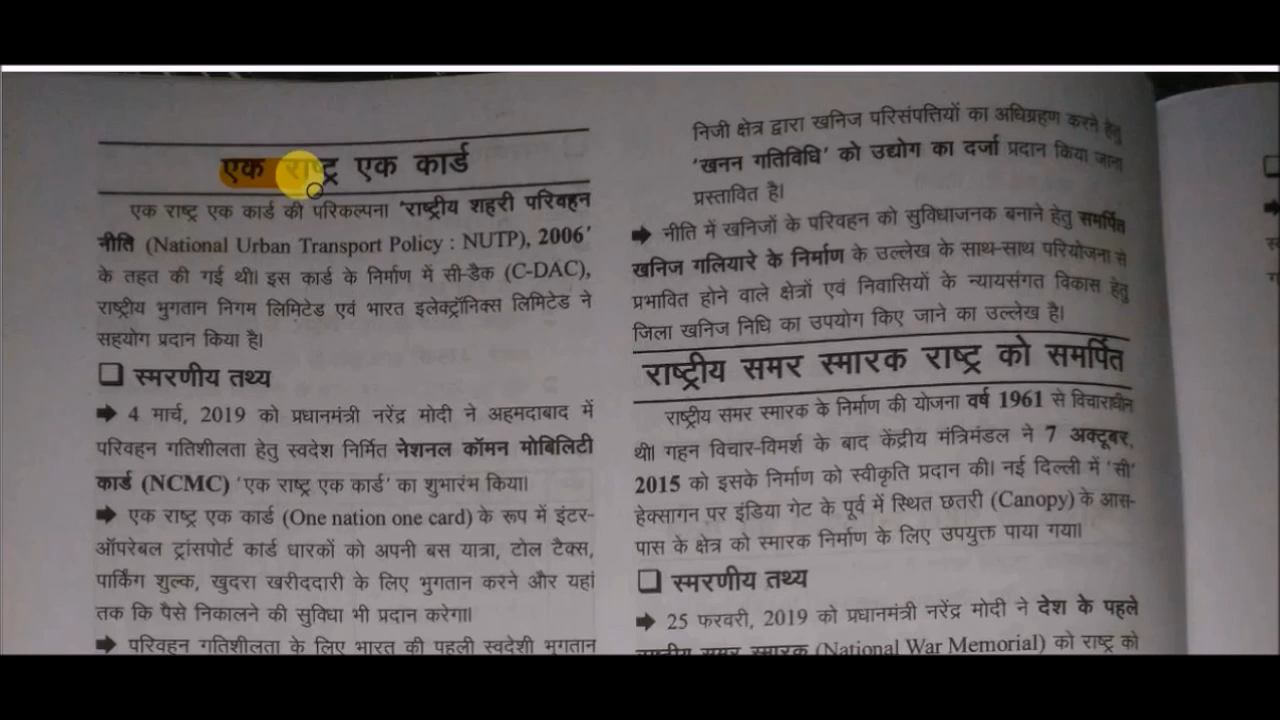 एक राष्ट्र एक कार्ड
एक राष्ट्र एक कार्ड की परिकल्पना 'राष्ट्रीय शहरी परिवहन
नीति (National Urban Transport Policy : NUTP), 2006'
के तहत की गई थी। इस कार्ड के निर्माण में सी-डैक (C-DAC),
राष्ट्रीय भुगतान निगम लिमिटेड एवं भारत इलेक्ट्रॉनिक्स लिमिटेड ने
सहयोग प्रदान किया है।
❑ स्मरणीय तथ्य
➡ 4 मार्च, 2019 को प्रधानमंत्री नरेंद्र मोदी ने अहमदाबाद में
परिवहन गतिशीलता हेतु स्वदेश निर्मित नेशनल कॉमन मोबिलिटी
कार्ड (NCMC) 'एक राष्ट्र एक कार्ड' का शुभारंभ किया।
➡ एक राष्ट्र एक कार्ड (One nation one card) के रूप में इंटर-
ऑपरेबल ट्रांसपोर्ट कार्ड धारकों को अपनी बस यात्रा, टोल टैक्स,
पार्किंग शुल्क, खुदरा खरीददारी के लिए भुगतान करने और यहां
तक कि पैसे निकालने की सुविधा भी प्रदान करेगा।
➡ परिवहन गतिशीलता के लिए भारत की पहली स्वदेशी भुगतान
निजी क्षेत्र द्वारा खनिज परिसंपत्तियों का अधिग्रहण करने हेतु
'खनन गतिविधि' को उद्योग का दर्जा प्रदान किया जाना
प्रस्तावित है।
➡ नीति में खनिजों के परिवहन को सुविधाजनक बनाने हेतु समर्पित
खनिज गलियारे के निर्माण के उल्लेख के साथ-साथ परियोजना से
प्रभावित होने वाले क्षेत्रों एवं निवासियों के न्यायसंगत विकास हेतु
जिला खनिज निधि का उपयोग किए जाने का उल्लेख है।
राष्ट्रीय समर स्मारक राष्ट्र को समर्पित
राष्ट्रीय समर स्मारक के निर्माण की योजना वर्ष 1961 से विचाराधीन
थी। गहन विचार-विमर्श के बाद केंद्रीय मंत्रिमंडल ने 7 अक्टूबर,
2015 को इसके निर्माण को स्वीकृति प्रदान की। नई दिल्ली में 'सी'
हेक्सागन पर इंडिया गेट के पूर्व में स्थित छतरी (Canopy) के आस-
पास के क्षेत्र को स्मारक निर्माण के लिए उपयुक्त पाया गया।
❑ स्मरणीय तथ्य
➡ 25 फरवरी, 2019 को प्रधानमंत्री नरेंद्र मोदी ने देश के पहले
राष्ट्रीय समर स्मारक (National War Memorial) को राष्ट्र को